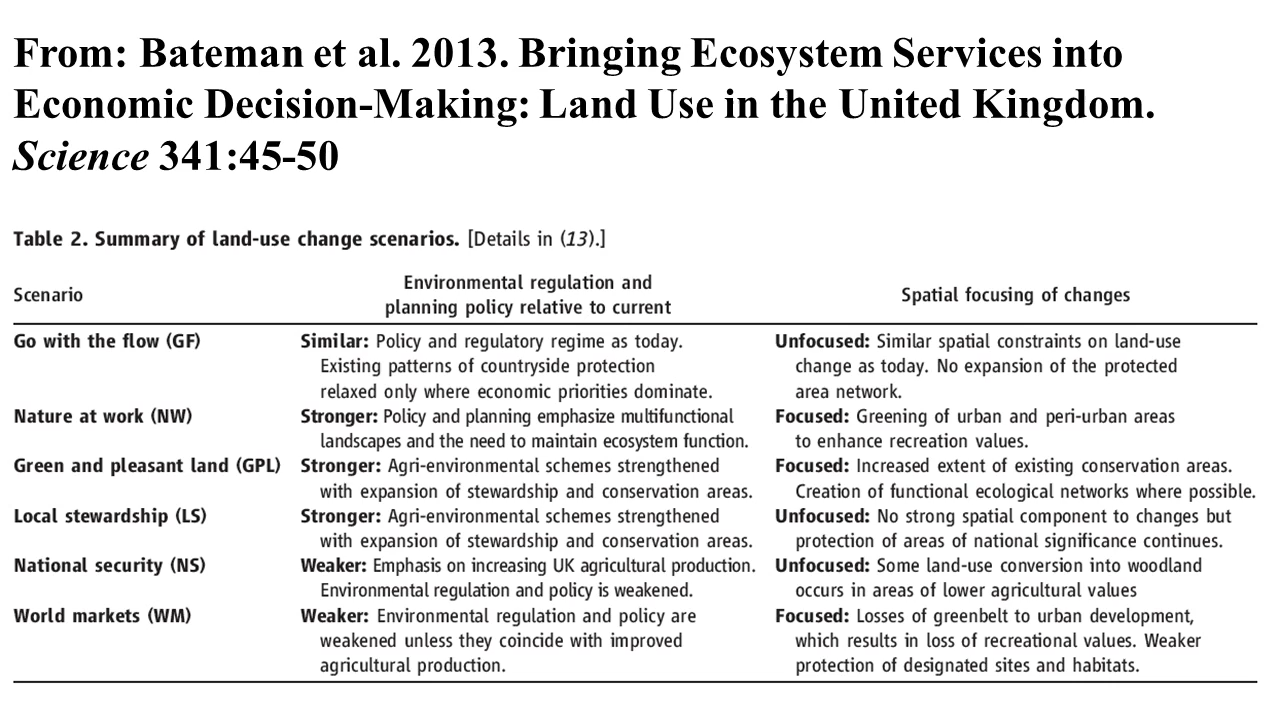 From: Bateman et al. 2013. Bringing Ecosystem Services into
Economic Decision-Making: Land Use in the United Kingdom.
Science 341:45-50
Table 2. Summary of land-use change scenarios. [Details in (13).]
Scenario
Environmental regulation and
planning policy relative to current
Spatial focusing of changes
Go with the flow (GF)
Similar: Policy and regulatory regime as today.
Existing patterns of countryside protection
relaxed only where economic priorities dominate.
Unfocused: Similar spatial constraints on land-use
change as today. No expansion of the protected
area network.
Nature at work (NW)
Stronger: Policy and planning emphasize multifunctional
landscapes and the need to maintain ecosystem function.
Focused: Greening of urban and peri-urban areas
to enhance recreation values.
Green and pleasant land (GPL)
Stronger: Agri-environmental schemes strengthened
with expansion of stewardship and conservation areas.
Focused: Increased extent of existing conservation areas.
Creation of functional ecological networks where possible.
Local stewardship (LS)
Stronger: Agri-environmental schemes strengthened
with expansion of stewardship and conservation areas.
Unfocused: No strong spatial component to changes but
protection of areas of national significance continues.
National security (NS)
Weaker: Emphasis on increasing UK agricultural production.
Environmental regulation and policy is weakened.
Unfocused: Some land-use conversion into woodland
occurs in areas of lower agricultural values
World markets (WM)
Weaker: Environmental regulation and policy are
weakened unless they coincide with improved
agricultural production.
Focused: Losses of greenbelt to urban development,
which results in loss of recreational values. Weaker
protection of designated sites and habitats.